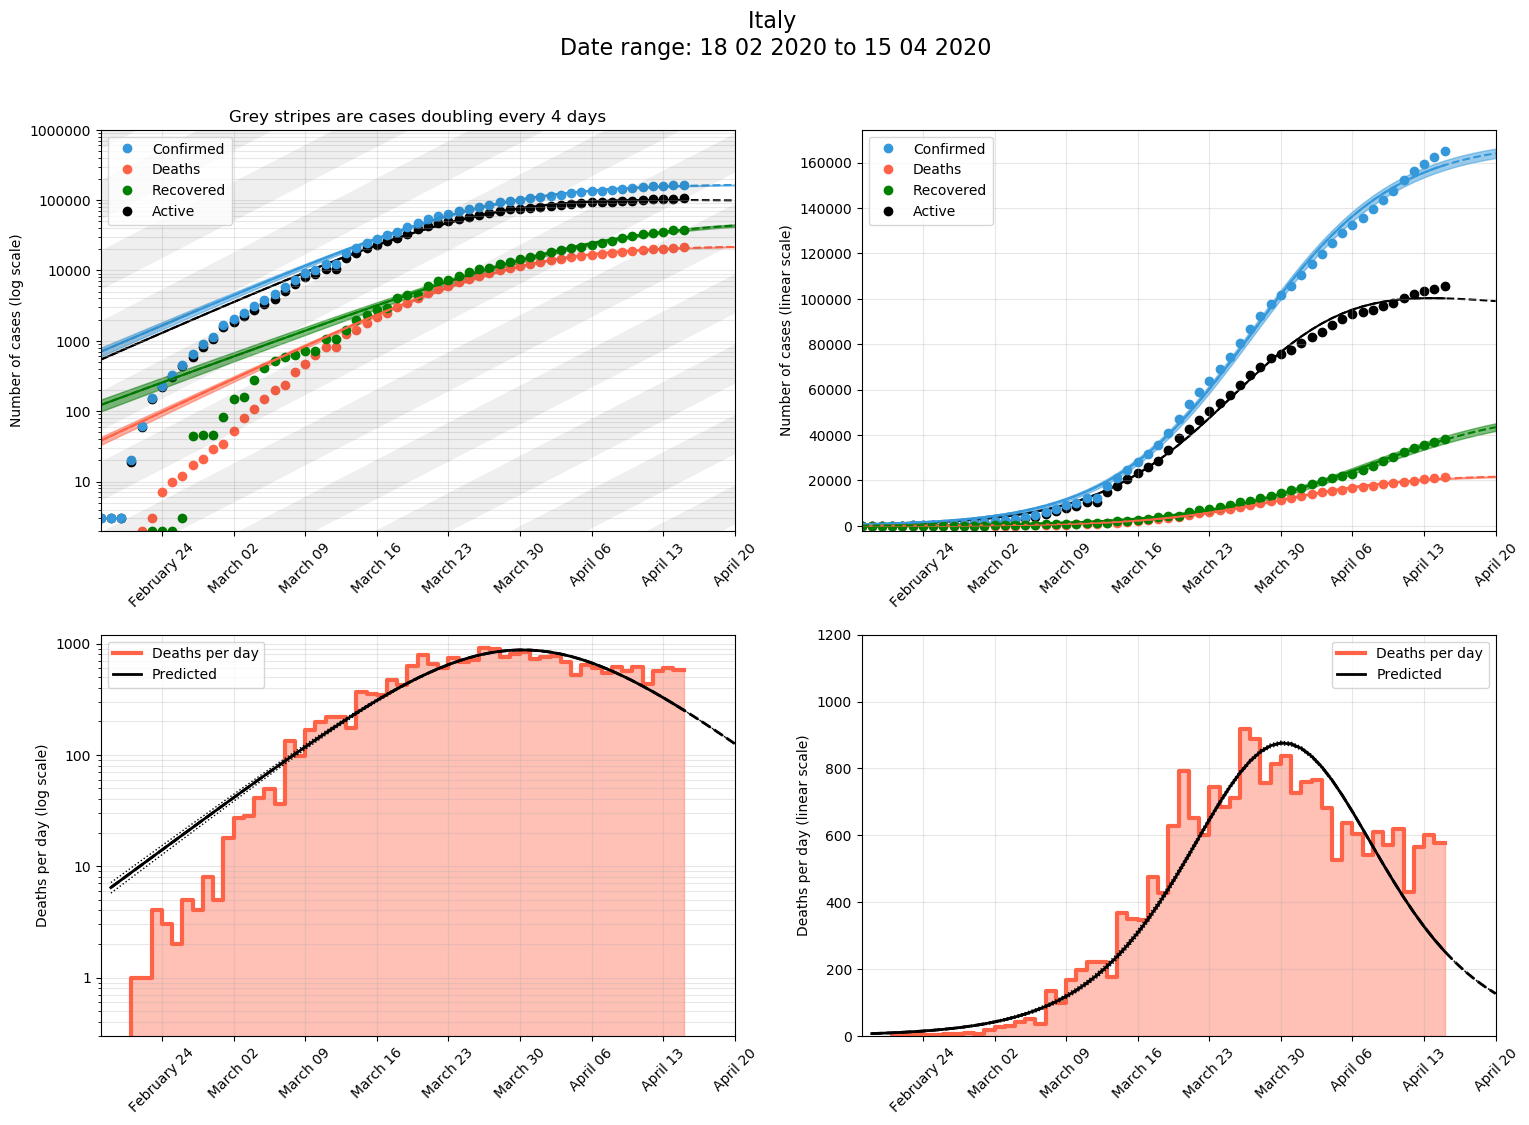 Italy
Date range: 18 02 2020 to 15 04 2020
Grey stripes are cases doubling every 4 days
Number of cases (log scale)
1000000
100000
10000
1000
100
10
Confirmed
Deaths
Recovered
Active
February 24
March 02
March 09
March 16
March 23
March 30
April 06
April 13
April 20
Number of cases (linear scale)
160000
140000
120000
100000
80000
60000
40000
20000
0
Confirmed
Deaths
Recovered
Active
February 24
March 02
March 09
March 16
March 23
March 30
April 06
April 13
April 20
Deaths per day (log scale)
1000
100
10
1
Deaths per day
Predicted
February 24
March 02
March 09
March 16
March 23
March 30
April 06
April 13
April 20
Deaths per day (linear scale)
1200
1000
800
600
400
200
0
Deaths per day
Predicted
February 24
March 02
March 09
March 16
March 23
March 30
April 06
April 13
April 20